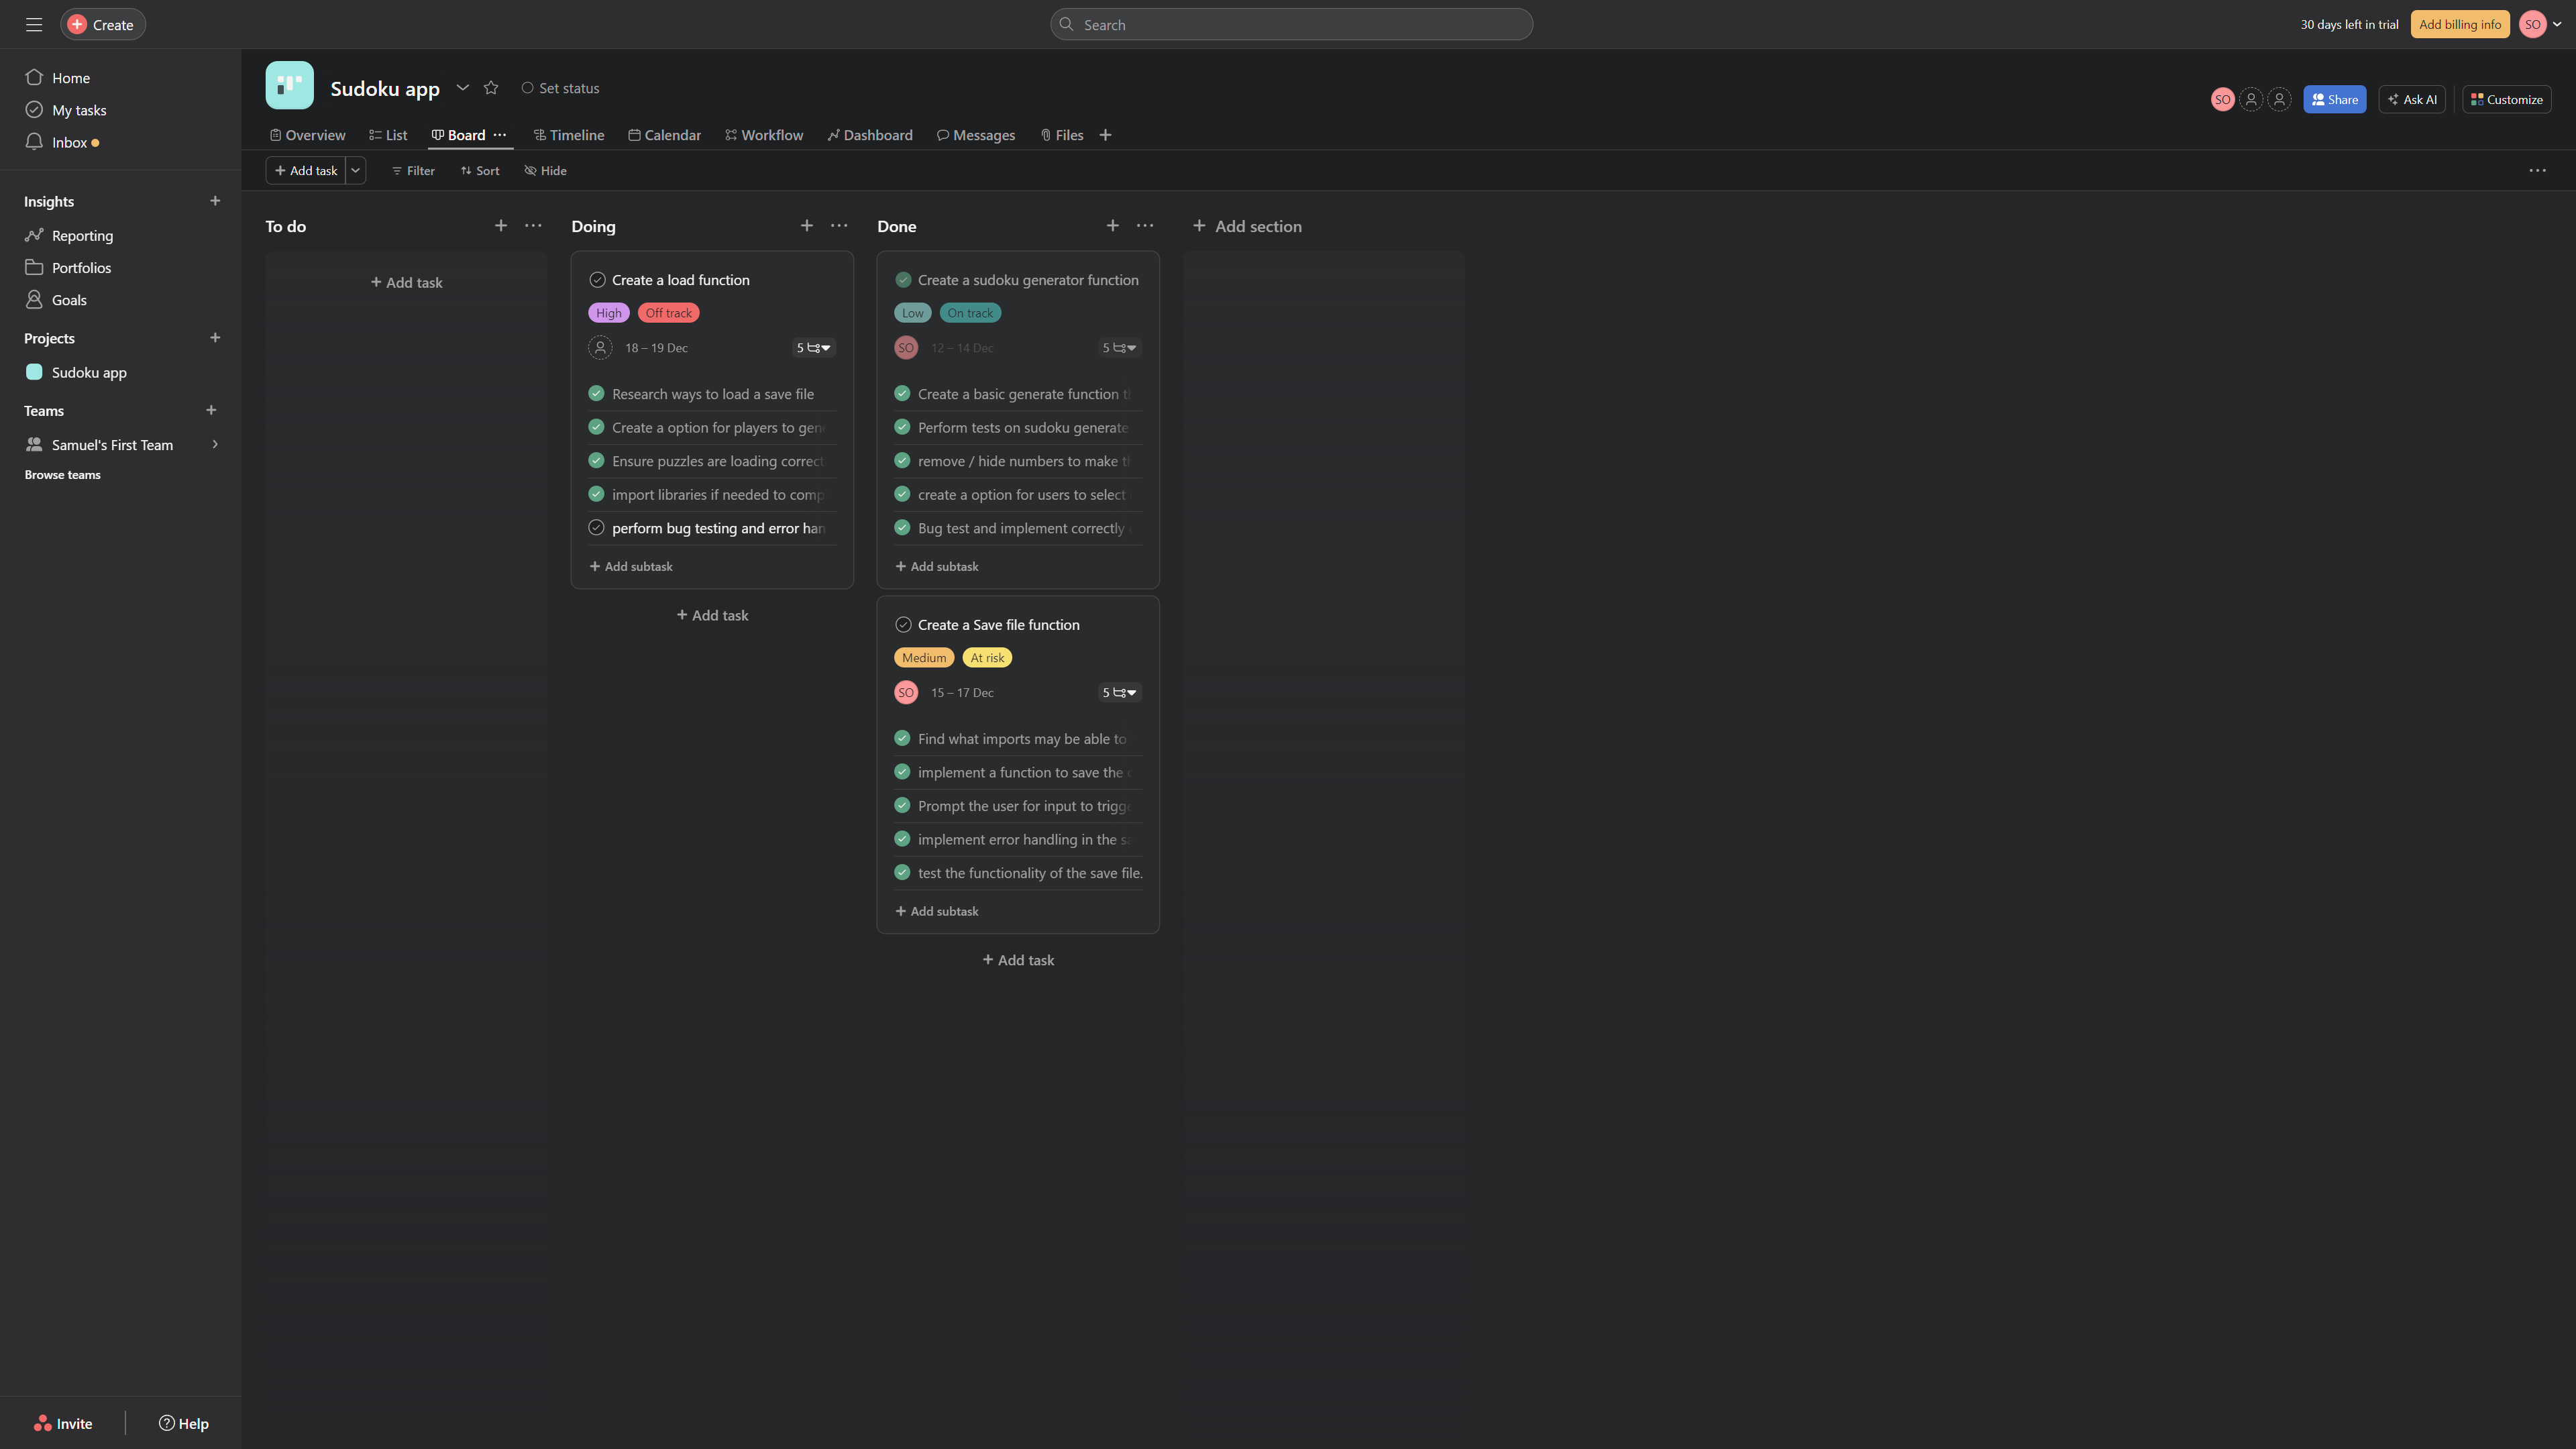 Create
Search
30 days left in trial
Add billing info
SO
Home
My tasks
Inbox
Insights
Reporting
Portfolios
Goals
Projects
Sudoku app
Teams
Samuel's First Team
Browse teams
Invite
Help
Sudoku app
Set status
SO
Share
Ask AI
Customize
Overview
List
Board
Timeline
Calendar
Workflow
Dashboard
Messages
Files
Add task
Filter
Sort
Hide
To do
Add task
Doing
Create a load function
High
Off track
18 – 19 Dec
5
Research ways to load a save file
Create a option for players to gen
Ensure puzzles are loading correct
import libraries if needed to comp
perform bug testing and error han
Add subtask
Add task
Done
Create a sudoku generator function
Low
On track
SO
12 – 14 Dec
5
Create a basic generate function
Perform tests on sudoku generate
remove / hide numbers to make
create a option for users to select
Bug test and implement correctly
Add subtask
Create a Save file function
Medium
At risk
SO
15 – 17 Dec
5
Find what imports may be able to
implement a function to save the
Prompt the user for input to trigg
implement error handling in the
test the functionality of the save file.
Add subtask
Add task
Add section